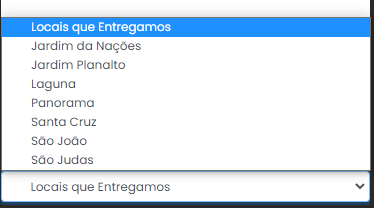 Locais que Entregamos
Jardim da Nações
Jardim Planalto
Laguna
Panorama
Santa Cruz
São João
São Judas
Locais que Entregamos